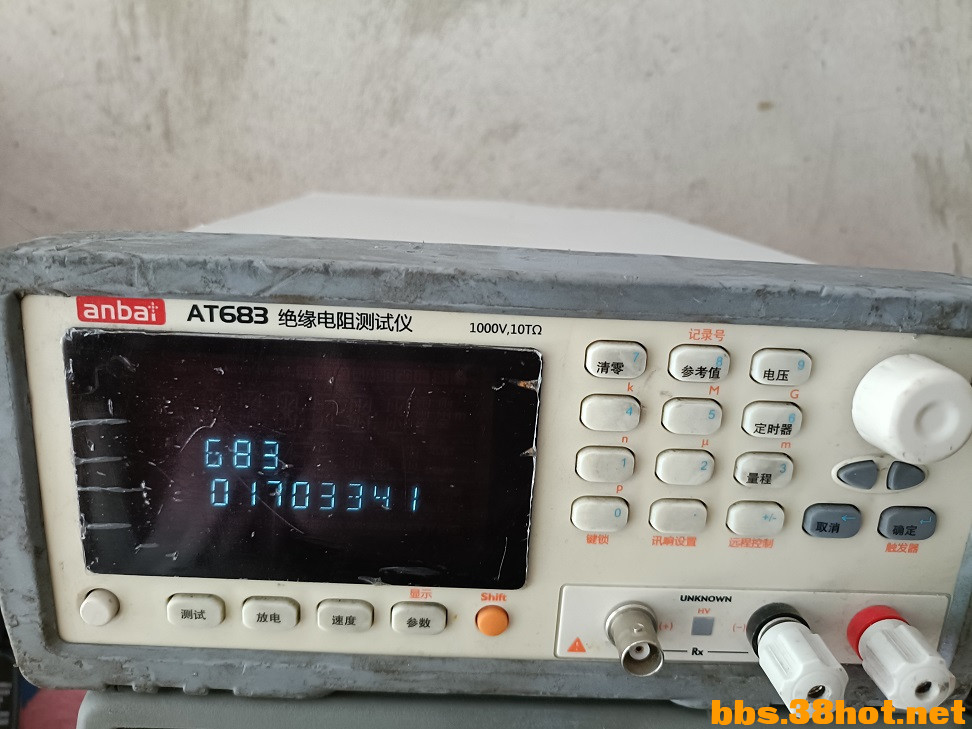 anbai AT683 绝缘电阻测试仪 1000V,10TΩ
记录号
清零 7 参考值 8 电压 9
k M G
4 5 定时器 6
n μ m
1 2 量程 3
p
0 +/- 取消 确定
键锁 讯响设置 远程控制 触发器
683
01703341
显示 Shift
测试 放电 速度 参数
UNKNOWN
HV
(+) (−)
Rx
bbs.38hot.net